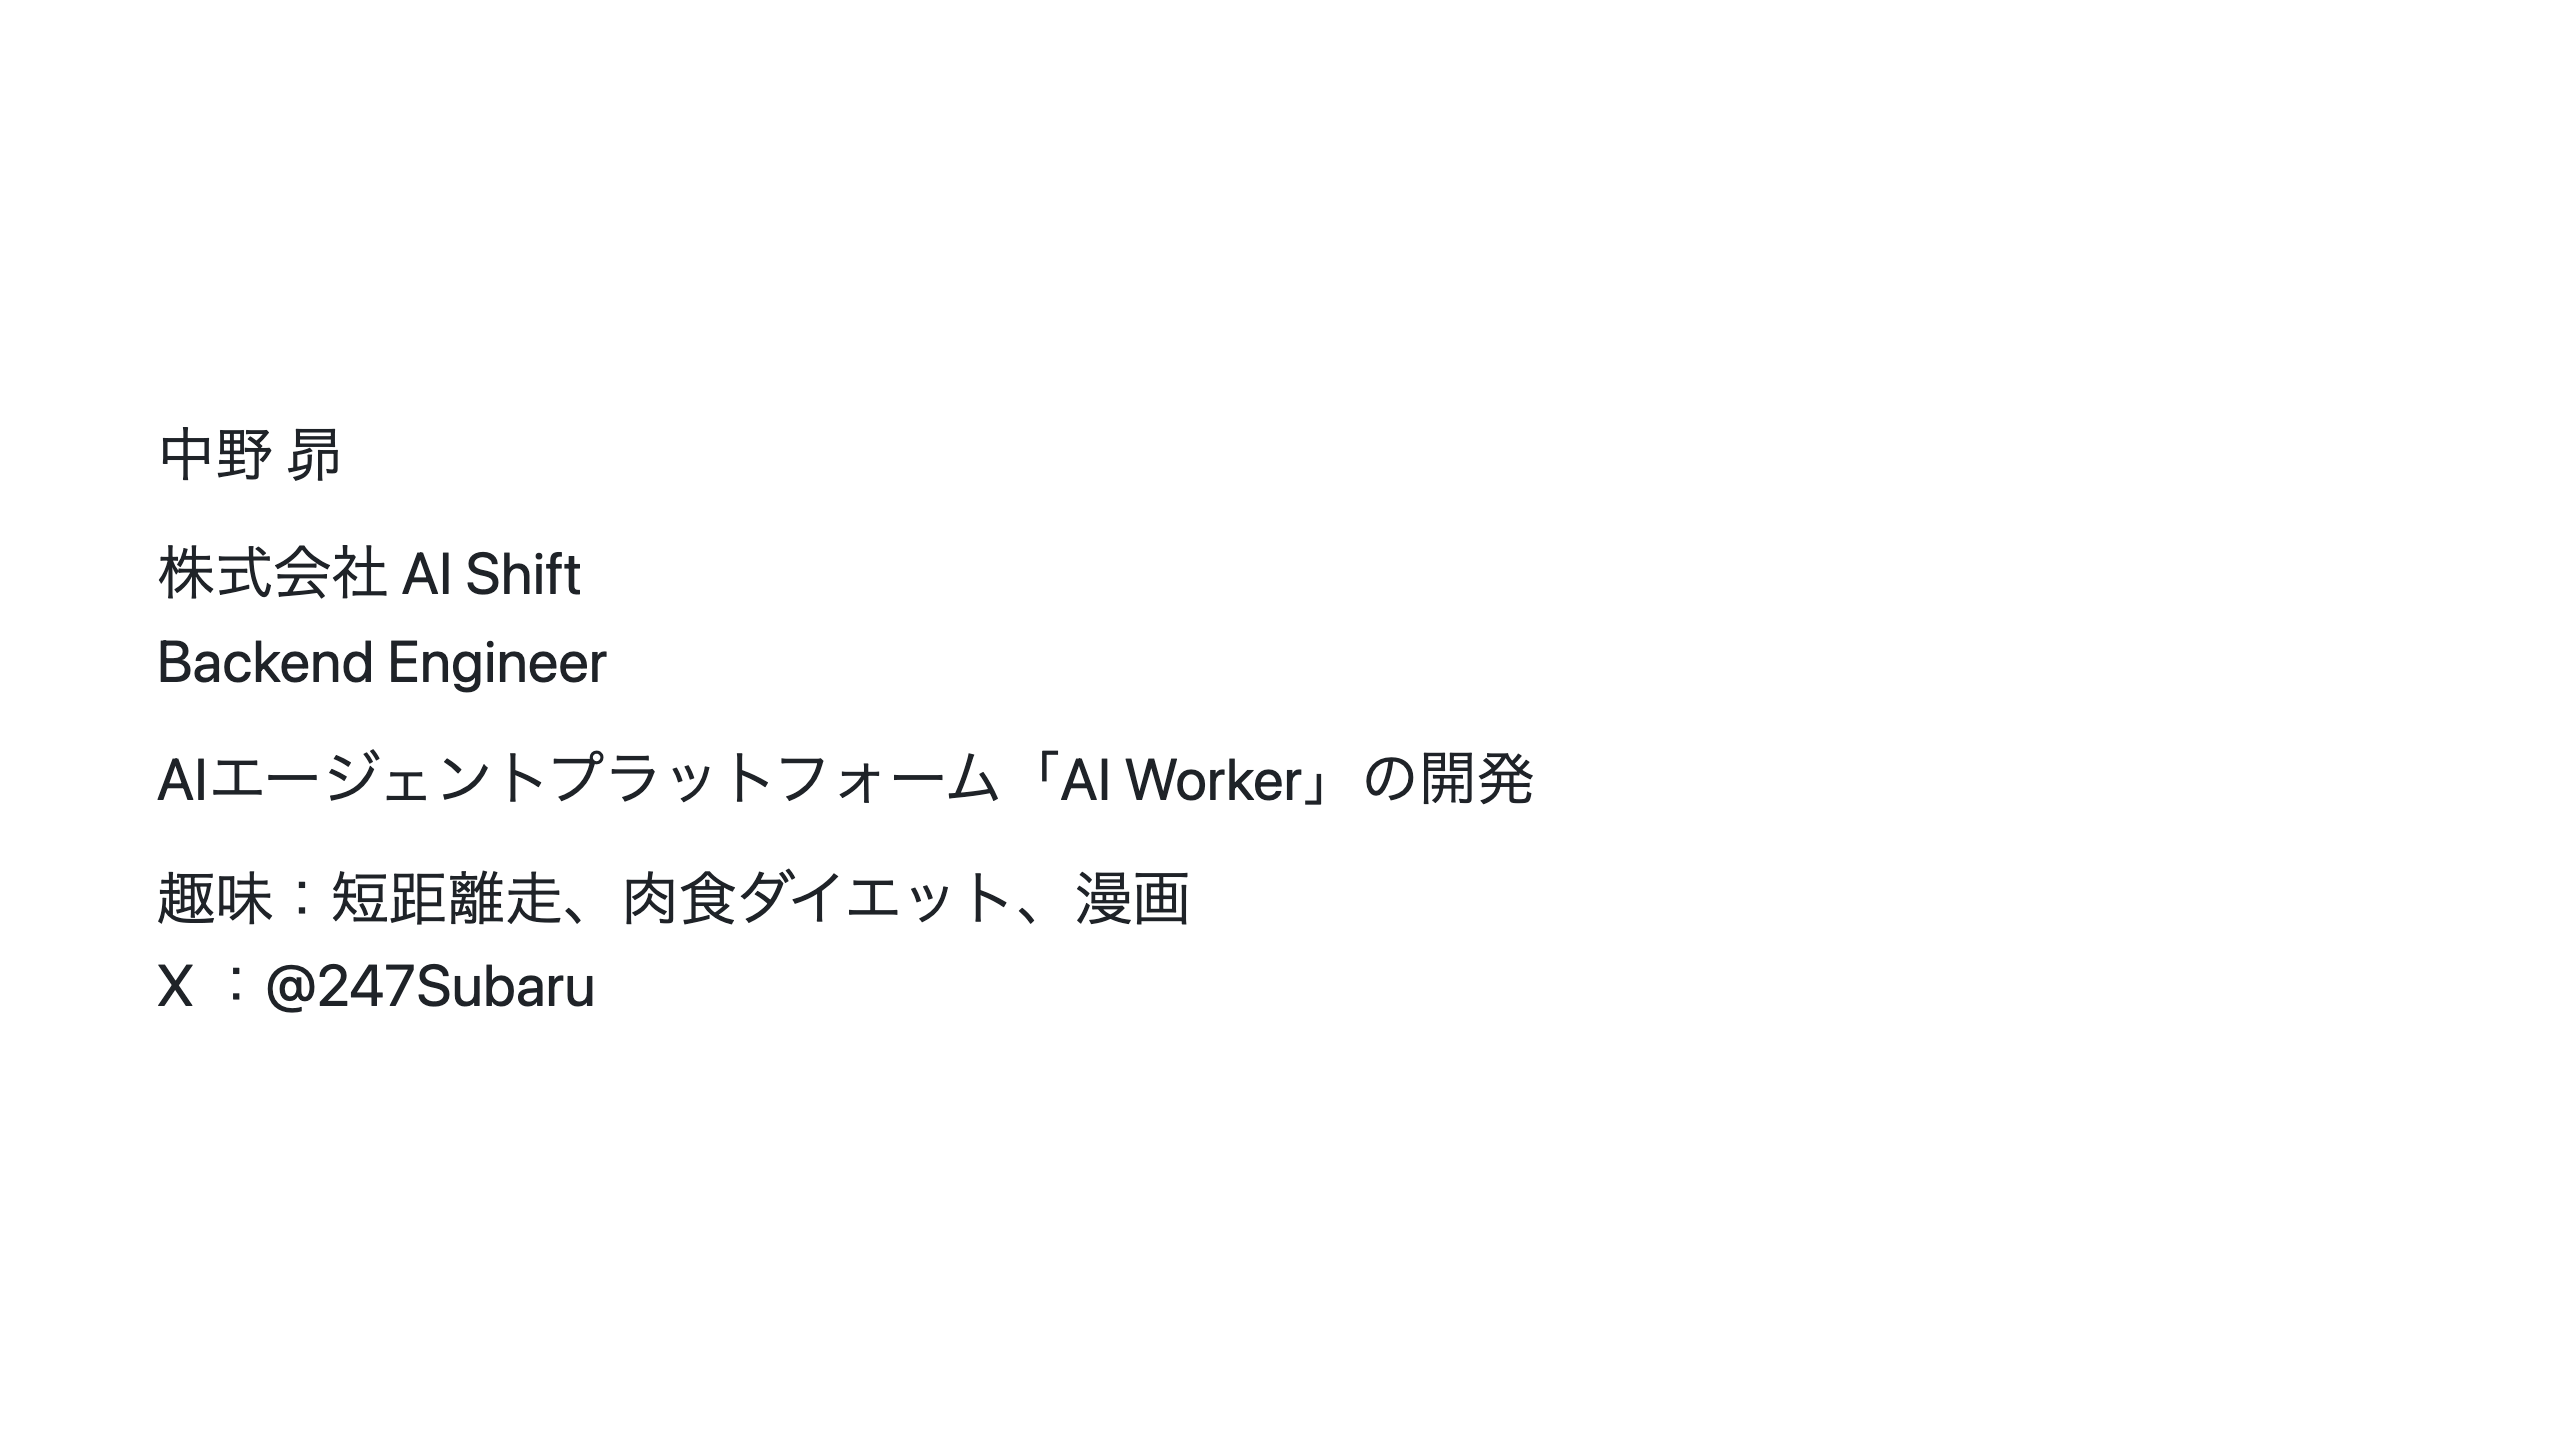 中野 昴
株式会社 AI Shift
Backend Engineer
AIエージェントプラットフォーム「AI Worker」の開発
趣味：短距離走、肉食ダイエット、漫画
X ：@247Subaru